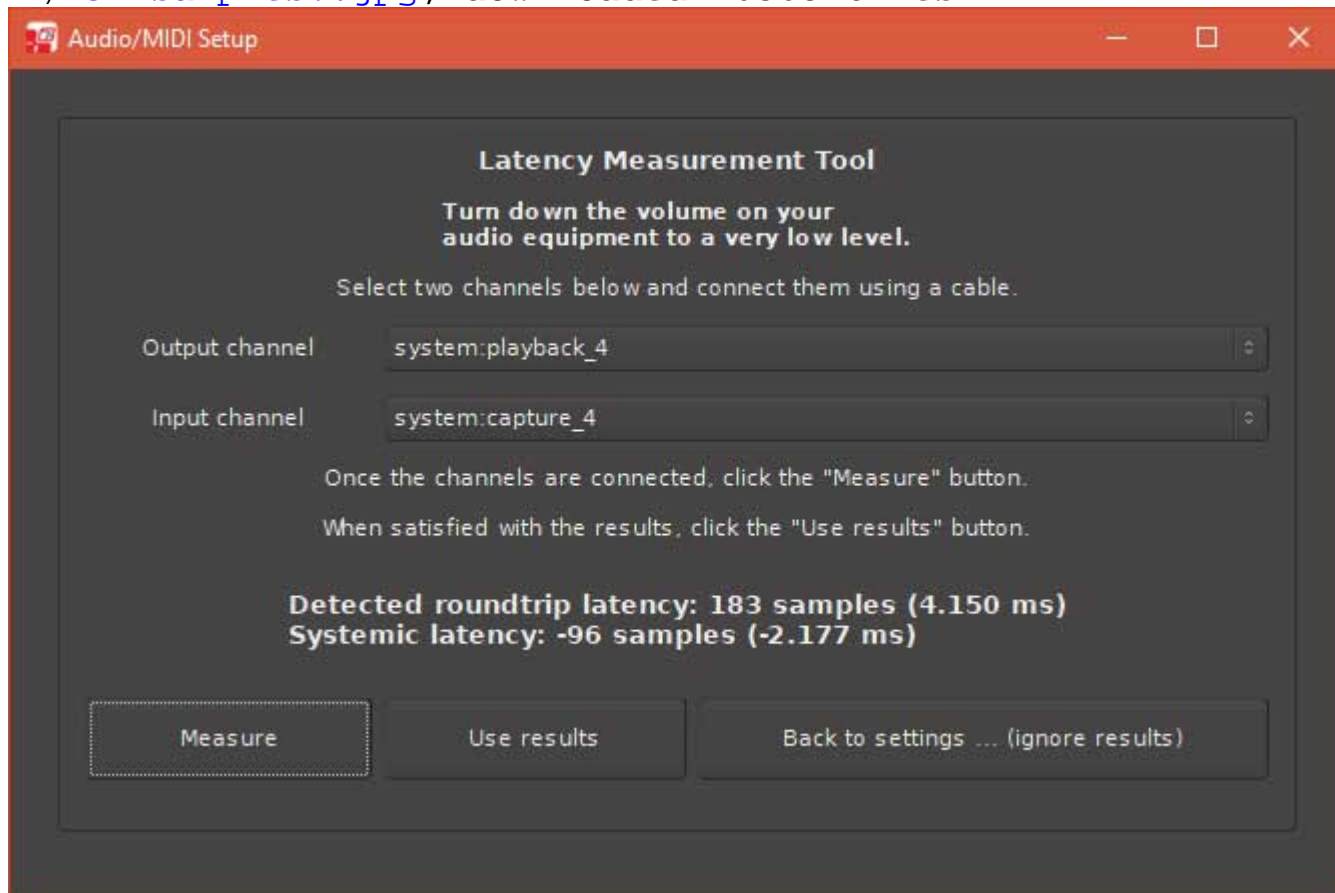 Audio/MIDI Setup
Latency Measurement Tool
Turn down the volume on your
audio equipment to a very low level.
Select two channels below and connect them using a cable.
Output channel system:playback_4
Input channel system:capture_4
Once the channels are connected, click the "Measure" button.
When satisfied with the results, click the "Use results" button.
Detected roundtrip latency: 183 samples (4.150 ms)
Systemic latency: -96 samples (-2.177 ms)
Measure Use results Back to settings ... (ignore results)